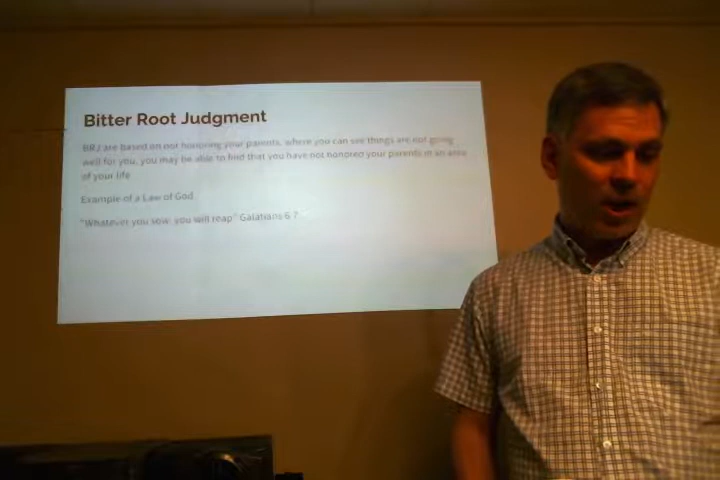 Bitter Root Judgment
BRJ are based on not honoring your parents, where you can see things are not going
well for you, you may be able to find that you have not honored your parents in an area
of your life
Example of a Law of God
"Whatever you sow, you will reap" Galatians 6 7